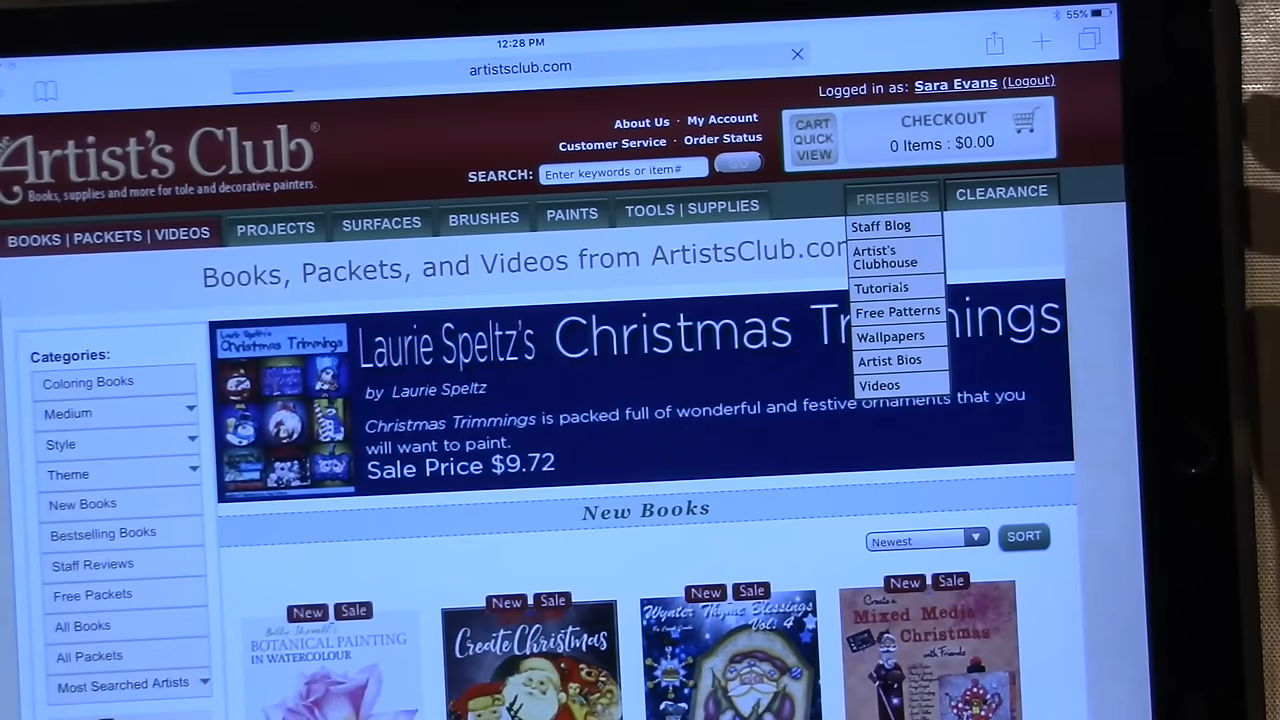 55%
12:28 PM
artistsclub.com
Logged in as: Sara Evans (Logout)
About Us · My Account
Customer Service · Order Status
SEARCH: Enter keywords or item# GO
CART QUICK VIEW
CHECKOUT
0 Items : $0.00
Artist's Club®
Books, supplies and more for tole and decorative painters.
BOOKS | PACKETS | VIDEOS
PROJECTS
SURFACES
BRUSHES
PAINTS
TOOLS | SUPPLIES
FREEBIES
CLEARANCE
Staff Blog
Artist's
Clubhouse
Tutorials
Free Patterns
Wallpapers
Artist Bios
Videos
Books, Packets, and Videos from ArtistsClub.com
Laurie Speltz's
Christmas Trimmings
Laurie Speltz's Christmas Tr ings
by Laurie Speltz
Christmas Trimmings is packed full of wonderful and festive ornaments that you
will want to paint.
Sale Price $9.72
Categories:
Coloring Books
Medium
Style
Theme
New Books
Bestselling Books
Staff Reviews
Free Packets
All Books
All Packets
Most Searched Artists
New Books
Newest
SORT
New Sale
BOTANICAL PAINTING
IN WATERCOLOUR
New Sale
Create Christmas
New Sale
Wynter Thyme Blessings
Vol: 4
New Sale
Create a
Mixed Media
Christmas
with Friends